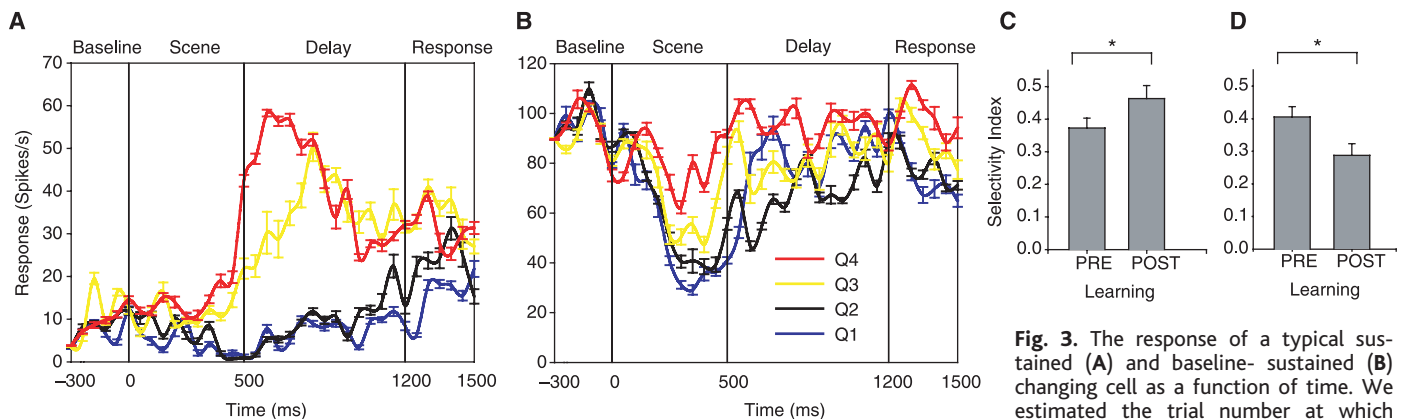 A
Baseline Scene Delay Response
70
60
50
40
30
20
10
0
Response (Spikes/s)
–300 0 500 1200 1500
Time (ms)
B
Baseline Scene Delay Response
120
100
80
60
40
20
0
Q4
Q3
Q2
Q1
–300 0 500 1200 1500
Time (ms)
C
*
0.5
0.4
0.3
0.2
0.1
0.0
Selectivity Index
PRE POST
Learning
D
*
0.5
0.4
0.3
0.2
0.1
0.0
PRE POST
Learning
Fig. 3. The response of a typical sus-
tained (A) and baseline- sustained (B)
changing cell as a function of time. We
estimated the trial number at which